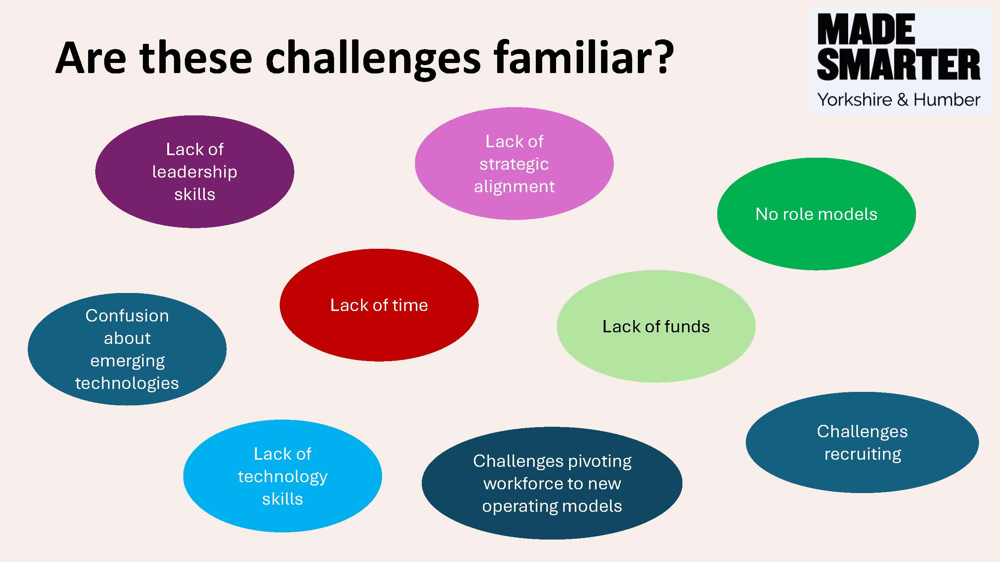 Are these challenges familiar?
MADE
SMARTER
Yorkshire & Humber
Lack of
leadership
skills
Lack of
strategic
alignment
No role models
Lack of time
Lack of funds
Confusion
about
emerging
technologies
Challenges
recruiting
Lack of
technology
skills
Challenges pivoting
workforce to new
operating models